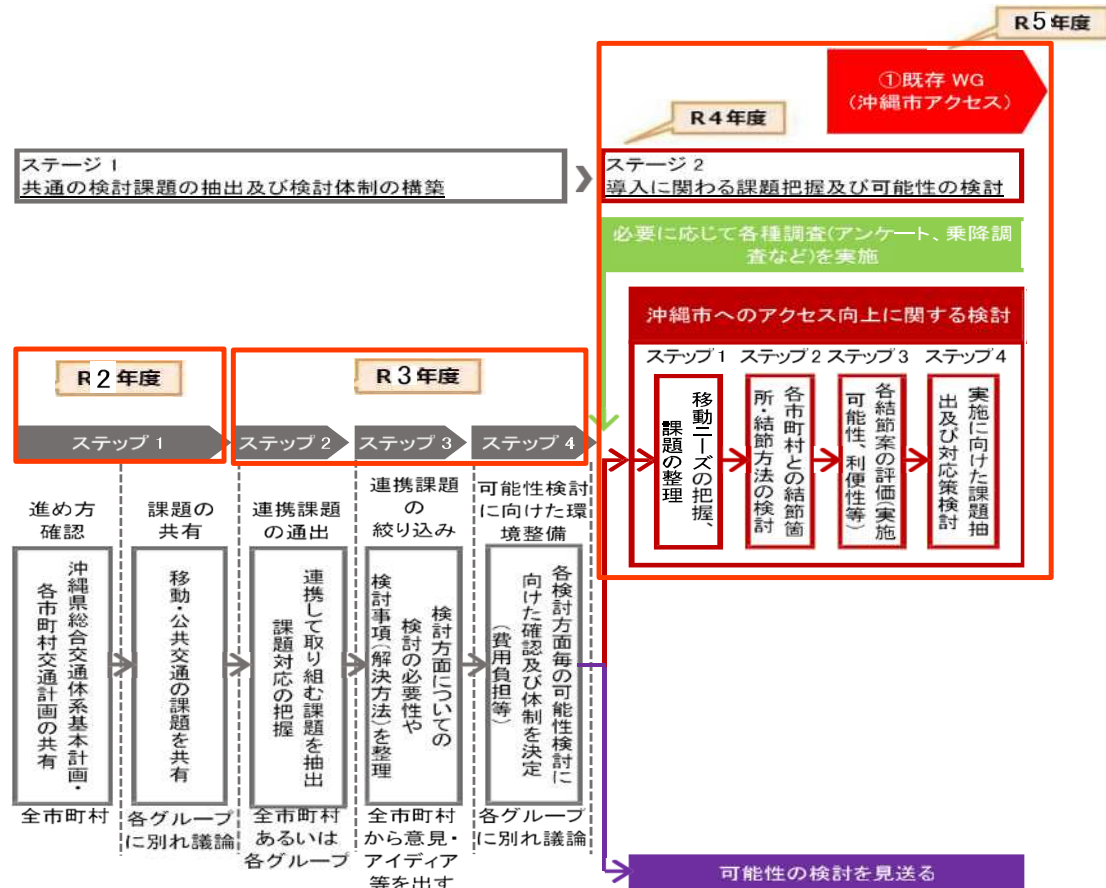 R5年度
①既存 WG
（沖縄市アクセス）
R4年度
ステージ 1
共通の検討課題の抽出及び検討体制の構築
ステージ 2
導入に関わる課題把握及び可能性の検討
必要に応じて各種調査(アンケート、乗降調
査など)を実施
沖縄市へのアクセス向上に関する検討
ステップ1
ステップ2
ステップ3
ステップ4
移動ニーズの把握、
課題の整理
各市町村との結節箇
所・結節方法の検討
各結節案の評価(実施
可能性、利便性等)
実施に向けた課題抽
出及び対応策検討
R2年度
R3年度
ステップ 1
ステップ 2
ステップ 3
ステップ 4
進め方
確認
課題の
共有
連携課題
の通出
連携課題
の
絞り込み
可能性検討
に向けた環
境整備
沖縄県総合交通体系基本計画・
各市町村交通計画の共有
移動・公共交通の課題を共有
連携して取り組む課題を抽出
課題対応の把握
検討方面についての
検討の必要性や
検討事項(解決方法)を整理
各検討方面毎の可能性検討に
向けた確認及び体制を決定
(費用負担等)
全市町村
各グループ
に別れ議論
全市町村
あるいは
各グループ
全市町村
から意見・
アイディア
等を出す
各グループ
に別れ議論
可能性の検討を見送る